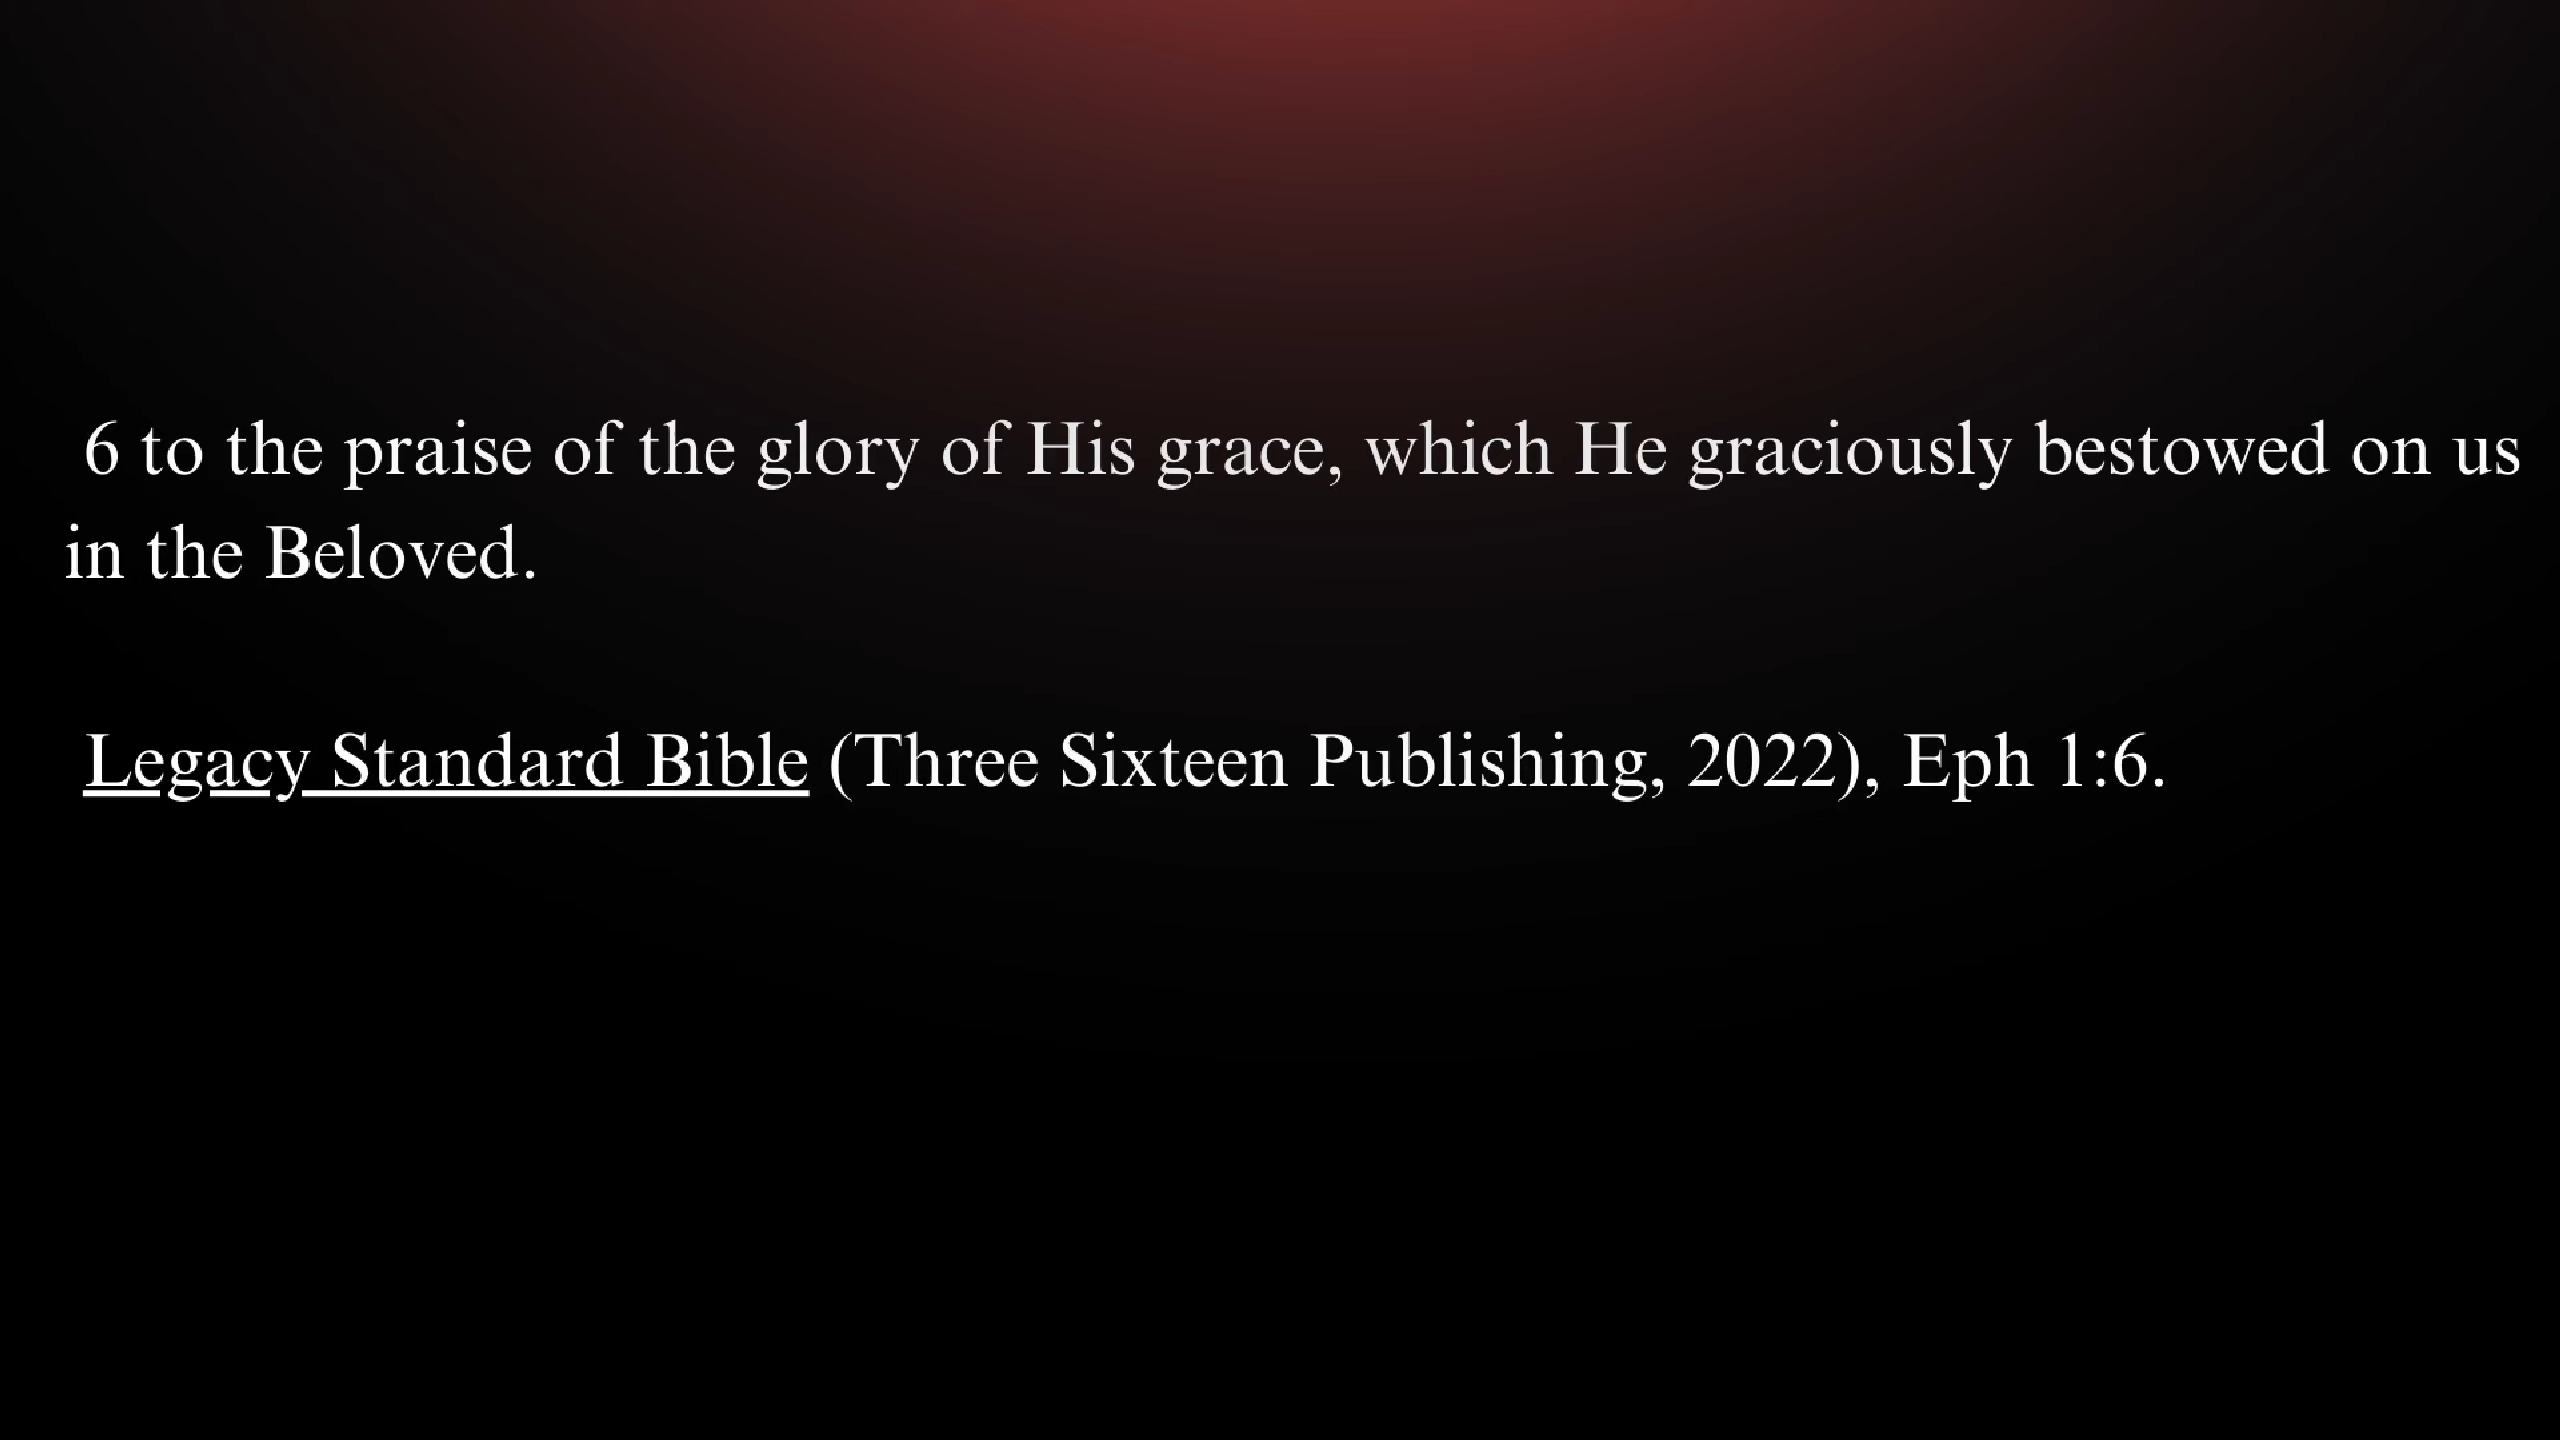 6 to the praise of the glory of His grace, which He graciously bestowed on us
in the Beloved.
Legacy Standard Bible (Three Sixteen Publishing, 2022), Eph 1:6.